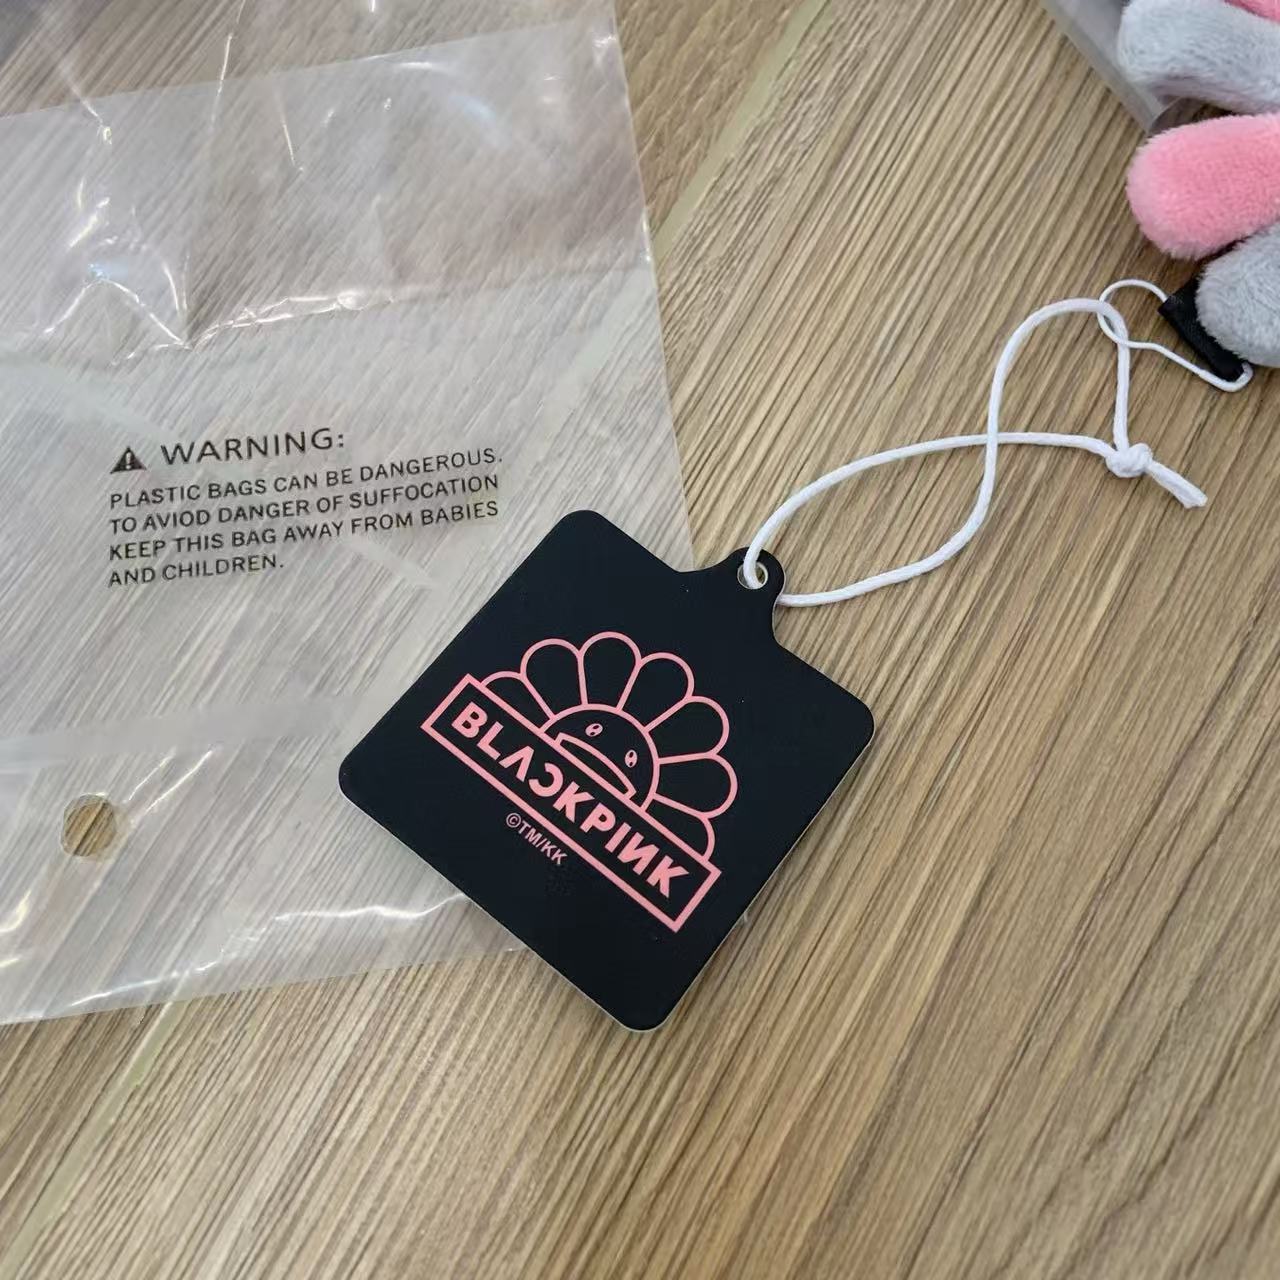 WARNING:
PLASTIC BAGS CAN BE DANGEROUS.
TO AVIOD DANGER OF SUFFOCATION
KEEP THIS BAG AWAY FROM BABIES
AND CHILDREN.
BLACKPINK
©TM/KK